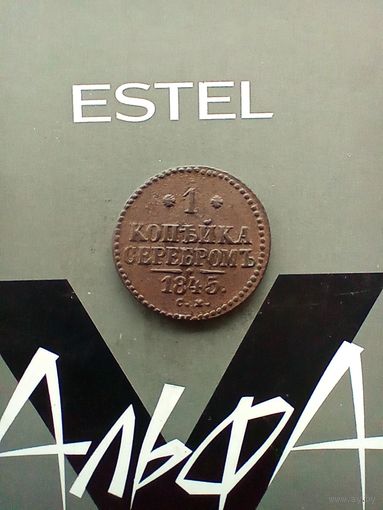 ESTEL
* 1 *
КОПѢЙКА
СЕРЕБРОМЪ
1845.
С.М.
АльфА